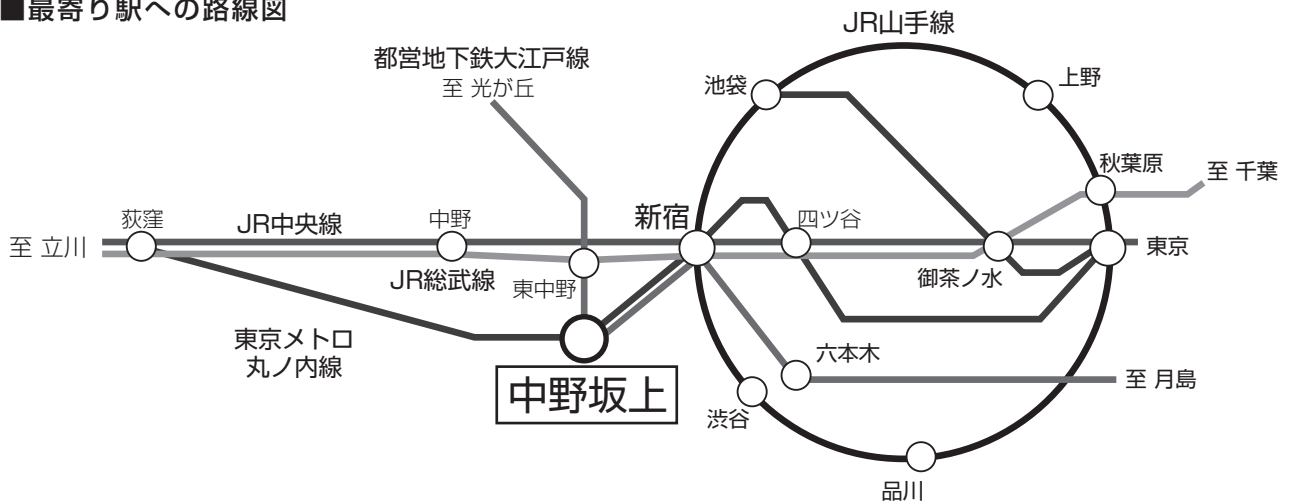 ■最寄り駅への路線図
JR山手線
都営地下鉄大江戸線
至 光が丘
池袋
上野
秋葉原
至 千葉
荻窪
JR中央線
中野
新宿
四ツ谷
至 立川
東京
JR総武線
東中野
御茶ノ水
東京メトロ
丸ノ内線
六本木
中野坂上
至 月島
渋谷
品川